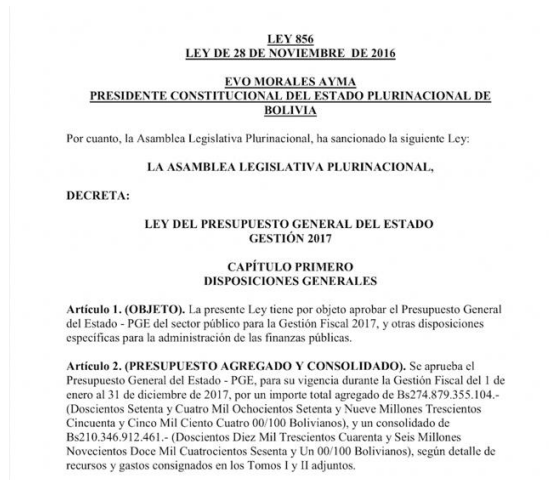 LEY 856
LEY DE 28 DE NOVIEMBRE DE 2016
EVO MORALES AYMA
PRESIDENTE CONSTITUCIONAL DEL ESTADO PLURINACIONAL DE
BOLIVIA
Por cuanto, la Asamblea Legislativa Plurinacional, ha sancionado la siguiente Ley:
LA ASAMBLEA LEGISLATIVA PLURINACIONAL,
DECRETA:
LEY DEL PRESUPUESTO GENERAL DEL ESTADO
GESTIÓN 2017
CAPÍTULO PRIMERO
DISPOSICIONES GENERALES
Artículo 1. (OBJETO). La presente Ley tiene por objeto aprobar el Presupuesto General
del Estado - PGE del sector público para la Gestión Fiscal 2017, y otras disposiciones
específicas para la administración de las finanzas públicas.
Artículo 2. (PRESUPUESTO AGREGADO Y CONSOLIDADO). Se aprueba el
Presupuesto General del Estado - PGE, para su vigencia durante la Gestión Fiscal del 1 de
enero al 31 de diciembre de 2017, por un importe total agregado de Bs274.879.355.104.-
(Doscientos Setenta y Cuatro Mil Ochocientos Setenta y Nueve Millones Trescientos
Cincuenta y Cinco Mil Ciento Cuatro 00/100 Bolivianos), y un consolidado de
Bs210.346.912.461.- (Doscientos Diez Mil Trescientos Cuarenta y Seis Millones
Novecientos Doce Mil Cuatrocientos Sesenta y Un 00/100 Bolivianos), según detalle de
recursos y gastos consignados en los Tomos I y II adjuntos.